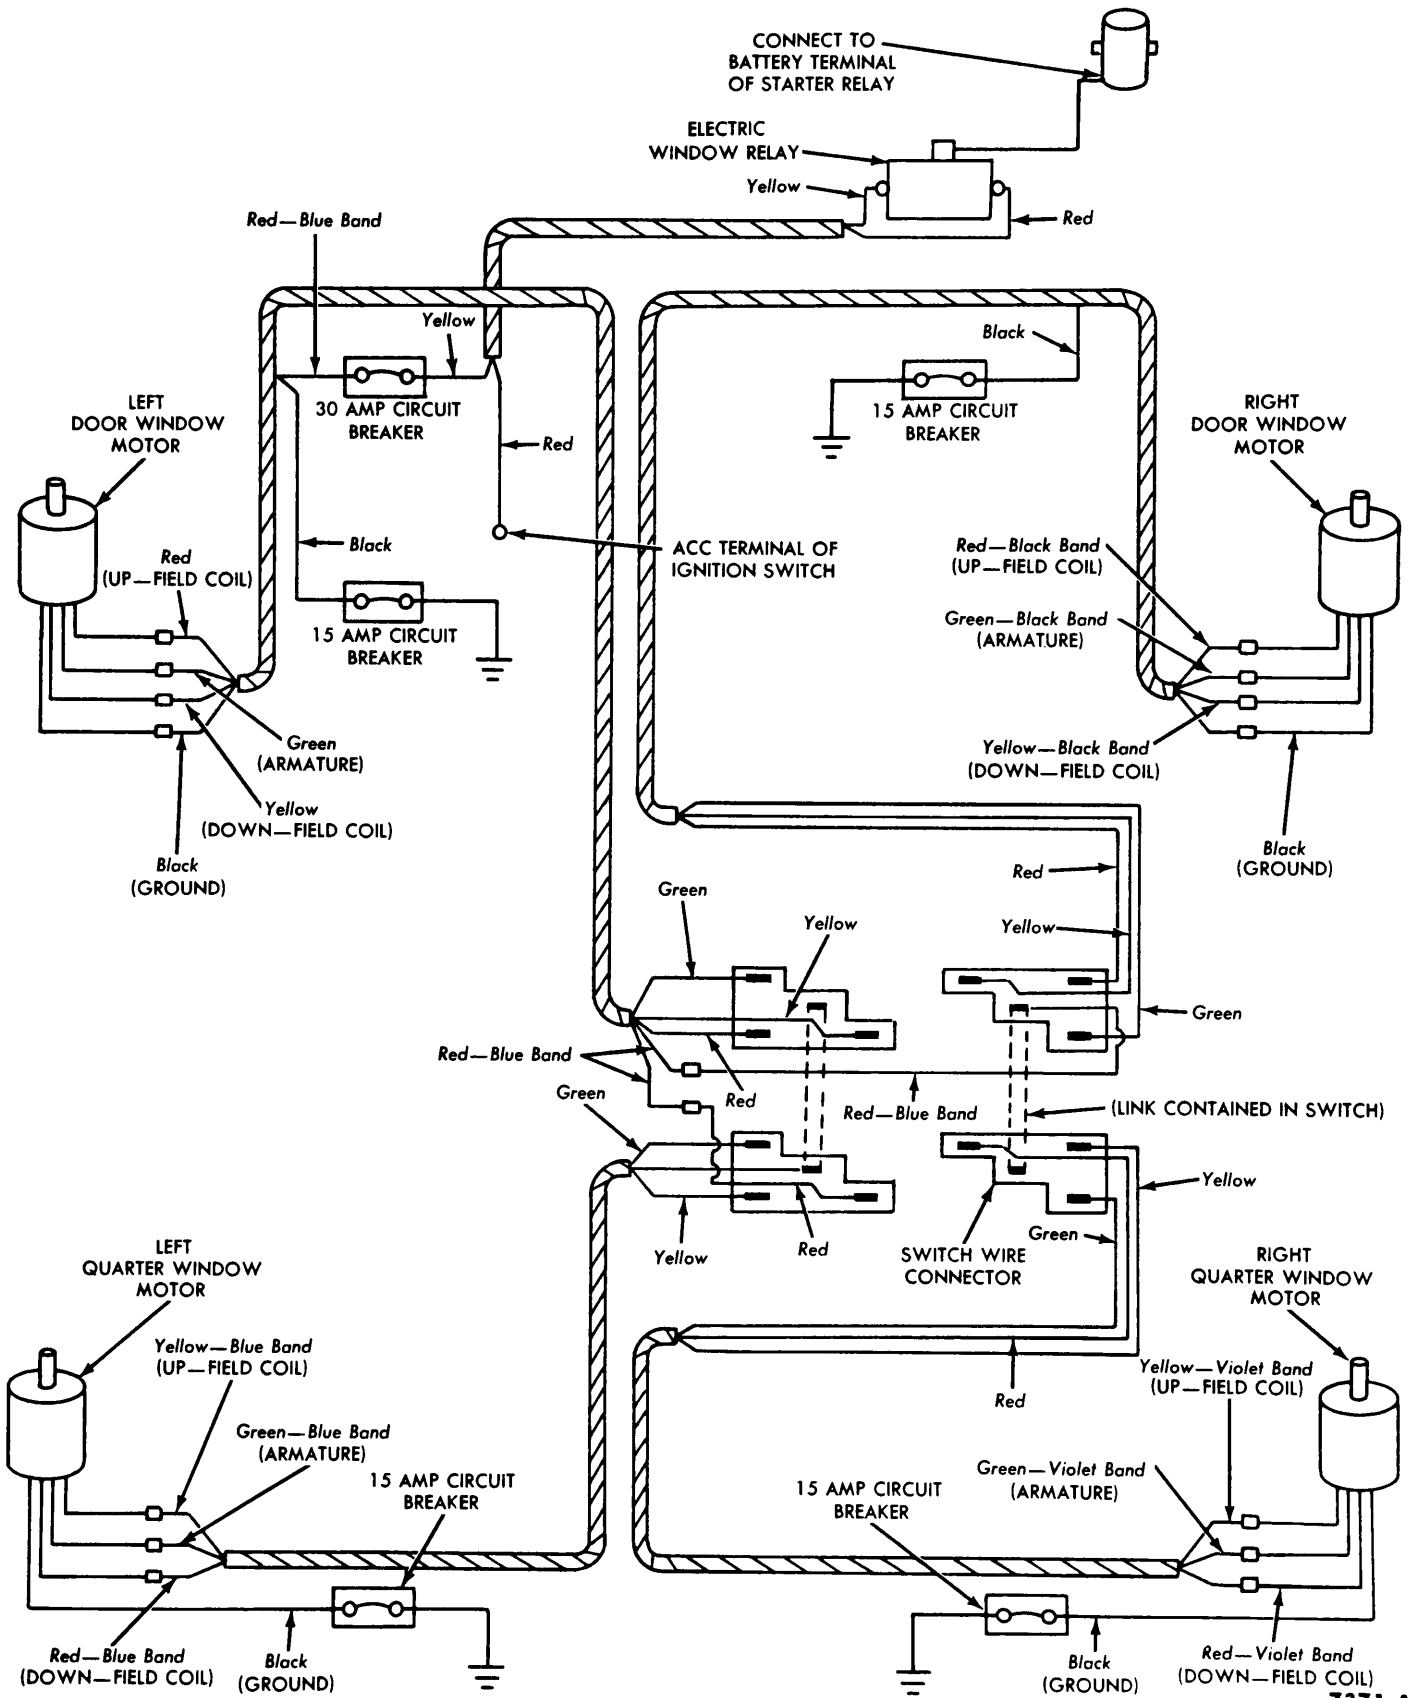 CONNECT TO
BATTERY TERMINAL
OF STARTER RELAY
ELECTRIC
WINDOW RELAY
Yellow
Red
Red—Blue Band
Yellow
Black
30 AMP CIRCUIT
BREAKER
15 AMP CIRCUIT
BREAKER
LEFT
DOOR WINDOW
MOTOR
RIGHT
DOOR WINDOW
MOTOR
Red
Black
ACC TERMINAL OF
IGNITION SWITCH
Red
(UP—FIELD COIL)
15 AMP CIRCUIT
BREAKER
Red—Black Band
(UP—FIELD COIL)
Green—Black Band
(ARMATURE)
Green
(ARMATURE)
Yellow
(DOWN—FIELD COIL)
Black
(GROUND)
Yellow—Black Band
(DOWN—FIELD COIL)
Black
(GROUND)
Red
Green
Yellow
Yellow
Green
Red—Blue Band
Green
Red
Red—Blue Band
(LINK CONTAINED IN SWITCH)
Yellow
Yellow
Red
Green
SWITCH WIRE
CONNECTOR
LEFT
QUARTER WINDOW
MOTOR
RIGHT
QUARTER WINDOW
MOTOR
Yellow—Blue Band
(UP—FIELD COIL)
Red
Yellow—Violet Band
(UP—FIELD COIL)
Green—Blue Band
(ARMATURE)
15 AMP CIRCUIT
BREAKER
15 AMP CIRCUIT
BREAKER
Green—Violet Band
(ARMATURE)
Red—Blue Band
(DOWN—FIELD COIL)
Black
(GROUND)
Black
(GROUND)
Red—Violet Band
(DOWN—FIELD COIL)